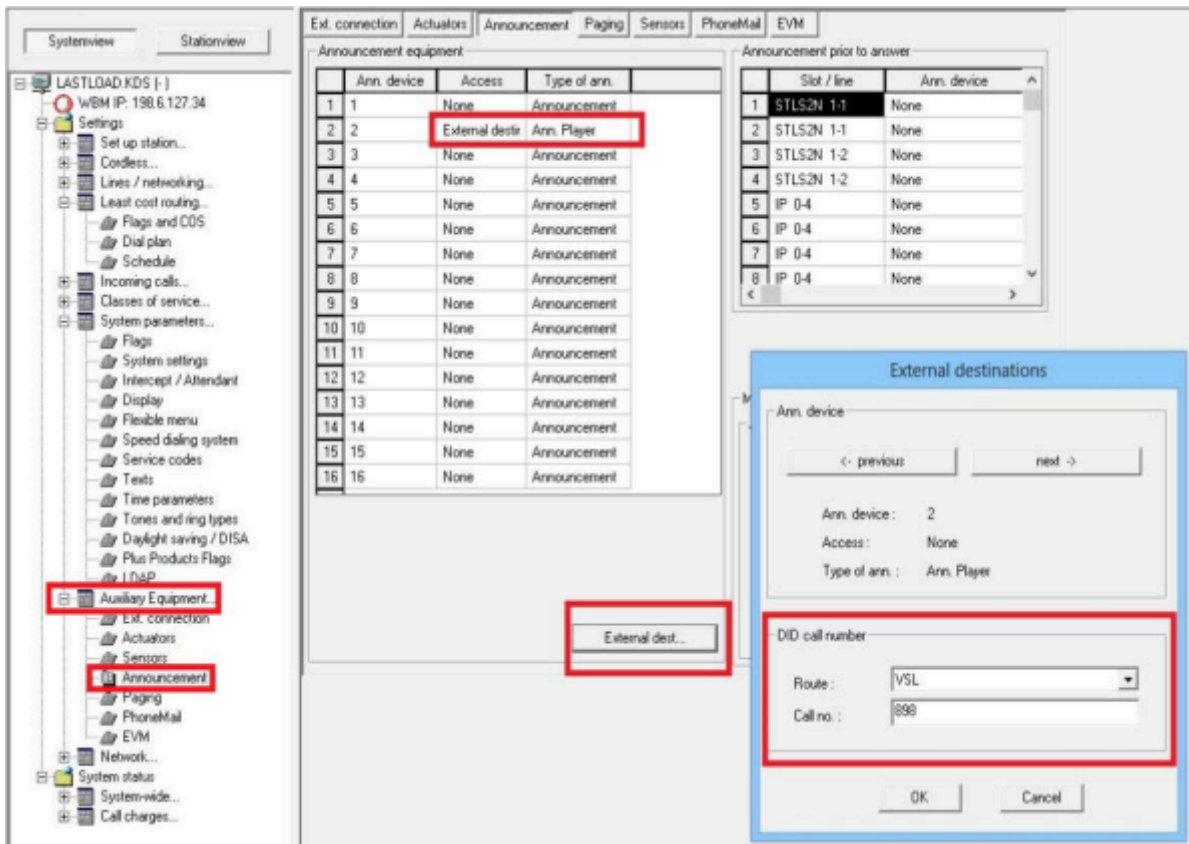 Systemview
Stationview
LASTLOAD.KDS (- )
WBM IP: 198.6.127.34
Settings
Set up station...
Cordless...
Lines / networking...
Least cost routing...
Flags and COS
Dial plan
Schedule
Incoming calls...
Classes of service...
System parameters...
Flags
System settings
Intercept / Attendant
Display
Flexible menu
Speed dialing system
Service codes
Texts
Time parameters
Tones and ring types
Daylight saving / DISA
Plus Products Flags
LDAP
Auxiliary Equipment...
Ext. connection
Actuators
Sensors
Announcement
Paging
PhoneMail
EVM
Network...
System status
System-wide...
Call charges...
Ext. connection Actuators Announcement Paging Sensors PhoneMail EVM
Announcement equipment
Ann. device Access Type of ann.
1 1 None Announcement
2 2 External destir Ann. Player
3 3 None Announcement
4 4 None Announcement
5 5 None Announcement
6 6 None Announcement
7 7 None Announcement
8 8 None Announcement
9 9 None Announcement
10 10 None Announcement
11 11 None Announcement
12 12 None Announcement
13 13 None Announcement
14 14 None Announcement
15 15 None Announcement
16 16 None Announcement
External dest...
Announcement prior to answer
Slot / line Ann. device
1 STLS2N 1-1 None
2 STLS2N 1-1 None
3 STLS2N 1-2 None
4 STLS2N 1-2 None
5 IP 0-4 None
6 IP 0-4 None
7 IP 0-4 None
8 IP 0-4 None
External destinations
Ann. device
<- previous next ->
Ann. device : 2
Access : None
Type of ann. : Ann. Player
DID call number
Route : VSL
Call no. : 898
OK Cancel